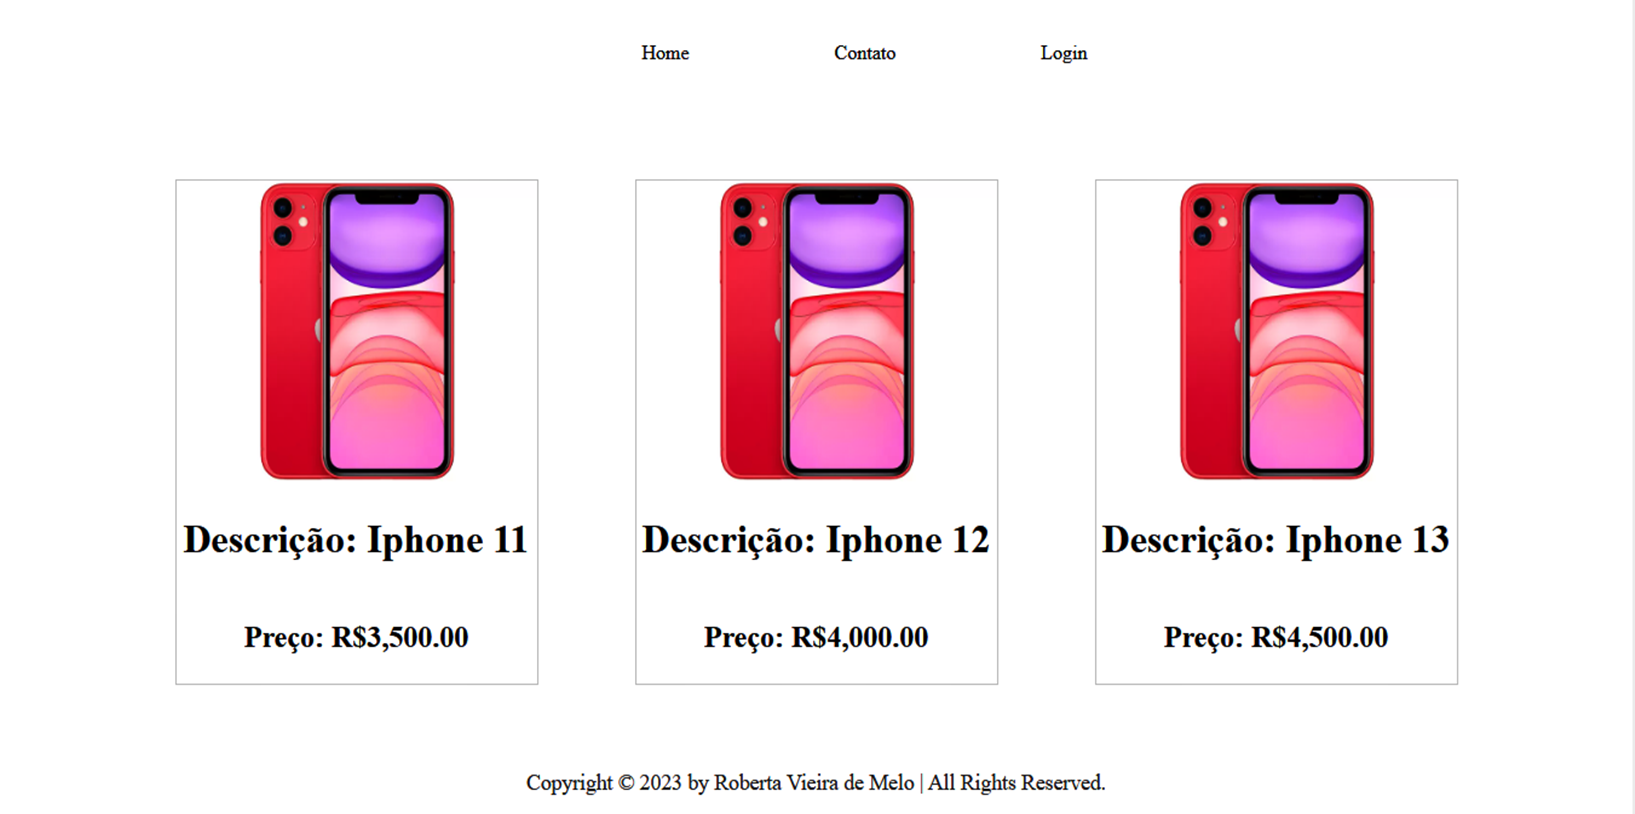 Home Contato Login
Descrição: Iphone 11
Preço: R$3,500.00
Descrição: Iphone 12
Preço: R$4,000.00
Descrição: Iphone 13
Preço: R$4,500.00
Copyright © 2023 by Roberta Vieira de Melo | All Rights Reserved.